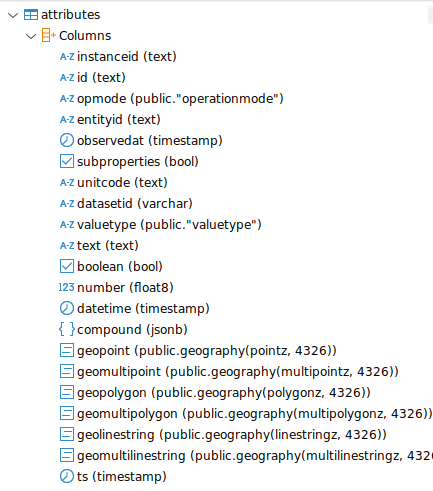 attributes
Columns
A-Z instanceid (text)
A-Z id (text)
A-Z opmode (public."operationmode")
A-Z entityid (text)
observedat (timestamp)
subproperties (bool)
A-Z unitcode (text)
A-Z datasetid (varchar)
A-Z valuetype (public."valuetype")
A-Z text (text)
boolean (bool)
123 number (float8)
datetime (timestamp)
{ } compound (jsonb)
geopoint (public.geography(pointz, 4326))
geomultipoint (public.geography(multipointz, 4326))
geopolygon (public.geography(polygonz, 4326))
geomultipolygon (public.geography(multipolygonz, 4326))
geolinestring (public.geography(linestringz, 4326))
geomultilinestring (public.geography(multilinestringz, 432
ts (timestamp)